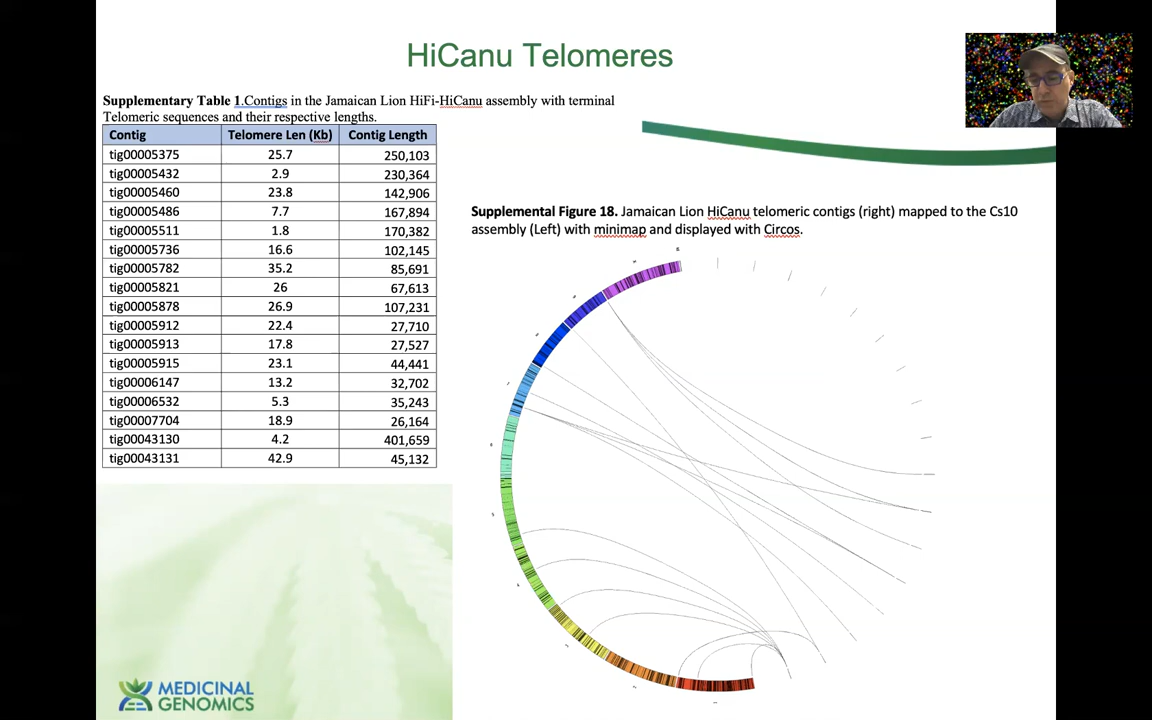 HiCanu Telomeres
Supplementary Table 1.Contigs in the Jamaican Lion HiFi-HiCanu assembly with terminal
Telomeric sequences and their respective lengths.
Contig Telomere Len (Kb) Contig Length
tig00005375 25.7 250,103
tig00005432 2.9 230,364
tig00005460 23.8 142,906
tig00005486 7.7 167,894
tig00005511 1.8 170,382
tig00005736 16.6 102,145
tig00005782 35.2 85,691
tig00005821 26 67,613
tig00005878 26.9 107,231
tig00005912 22.4 27,710
tig00005913 17.8 27,527
tig00005915 23.1 44,441
tig00006147 13.2 32,702
tig00006532 5.3 35,243
tig00007704 18.9 26,164
tig00043130 4.2 401,659
tig00043131 42.9 45,132
Supplemental Figure 18. Jamaican Lion HiCanu telomeric contigs (right) mapped to the Cs10
assembly (Left) with minimap and displayed with Circos.
MEDICINAL
GENOMICS